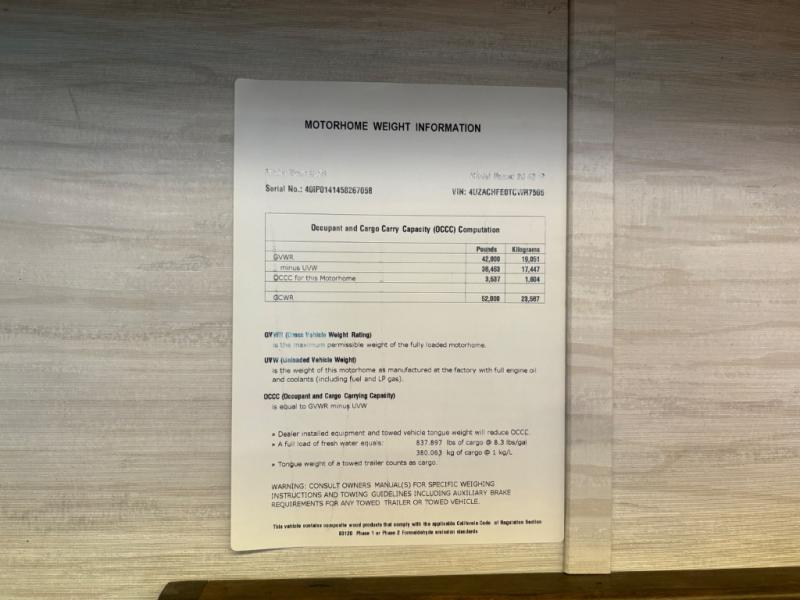 MOTORHOME WEIGHT INFORMATION
Serial No.: 40IP0141458267058
VIN: 4UZACHFE0TCWR7505
Occupant and Cargo Carry Capacity (OCCC) Computation
Pounds Kilograms
GVWR 42,000 19,051
minus UVW 38,463 17,447
OCCC for this Motorhome 3,537 1,604
GCWR 52,000 23,587
GVWR (Gross Vehicle Weight Rating)
is the maximum permissible weight of the fully loaded motorhome.
UVW (Unloaded Vehicle Weight)
is the weight of this motorhome as manufactured at the factory with full engine oil
and coolants (including fuel and LP gas).
OCCC (Occupant and Cargo Carrying Capacity)
is equal to GVWR minus UVW
• Dealer installed equipment and towed vehicle tongue weight will reduce OCCC.
• A full load of fresh water equals: 837.897 lbs of cargo @ 8.3 lbs/gal
380.063 kg of cargo @ 1 kg/L
• Tongue weight of a towed trailer counts as cargo.
WARNING: CONSULT OWNERS MANUAL(S) FOR SPECIFIC WEIGHING
INSTRUCTIONS AND TOWING GUIDELINES INCLUDING AUXILIARY BRAKE
REQUIREMENTS FOR ANY TOWED TRAILER OR TOWED VEHICLE.
This vehicle contains composite wood products that comply with the applicable California Code of Regulation Section
93120 Phase 1 or Phase 2 Formaldehyde emission standards